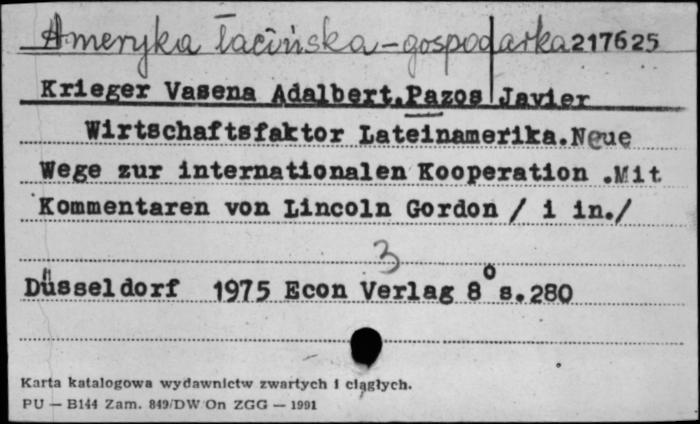 Ameryka łacińska – gospodarka 217625
Krieger Vasena Adalbert.Pazos Javier
Wirtschaftsfaktor Lateinamerika.Neue
Wege zur internationalen Kooperation .Mit
Kommentaren von Lincoln Gordon / i in./
3
Düsseldorf 1975 Econ Verlag 8° s.280
Karta katalogowa wydawnictw zwartych i ciągłych.
PU — B144 Zam. 849/DW/On ZGG — 1991